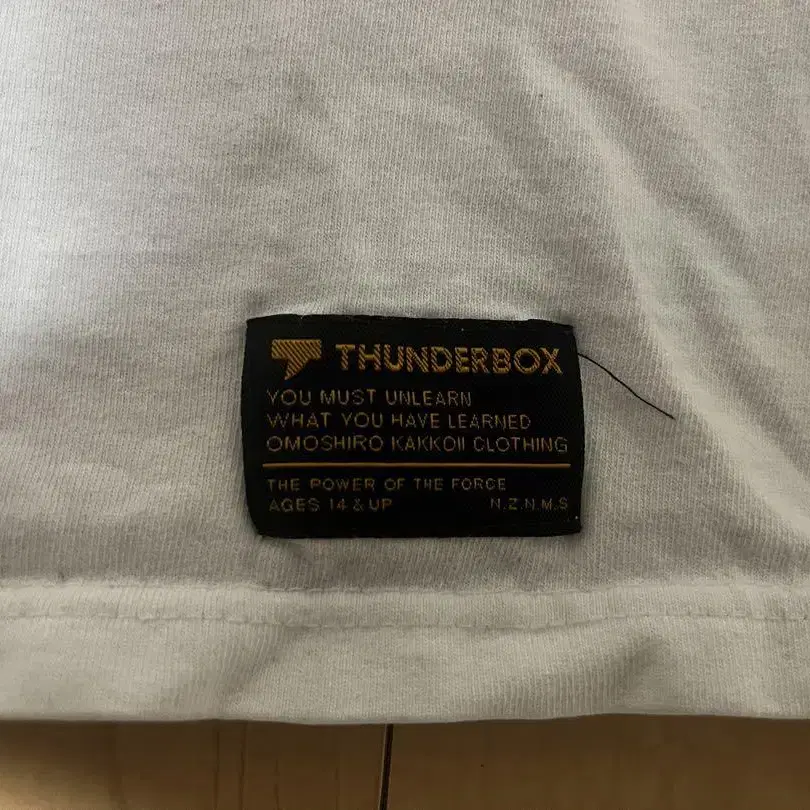 THUNDERBOX
YOU MUST UNLEARN
WHAT YOU HAVE LEARNED
OMOSHIRO KAKKOII CLOTHING
THE POWER OF THE FORCE
AGES 14 & UP N.Z.N.M.S